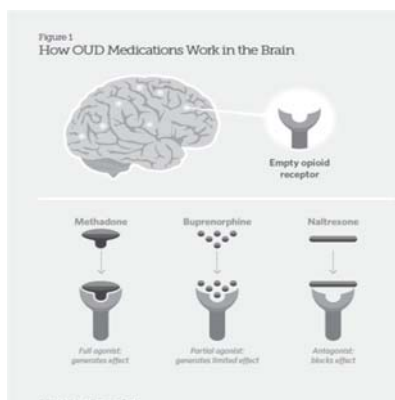 Figure 1
How OUD Medications Work in the Brain
Empty opioid
receptor
Methadone
Buprenorphine
Naltrexone
Full agonist:
generates effect
Partial agonist:
generates limited effect
Antagonist:
blocks effect